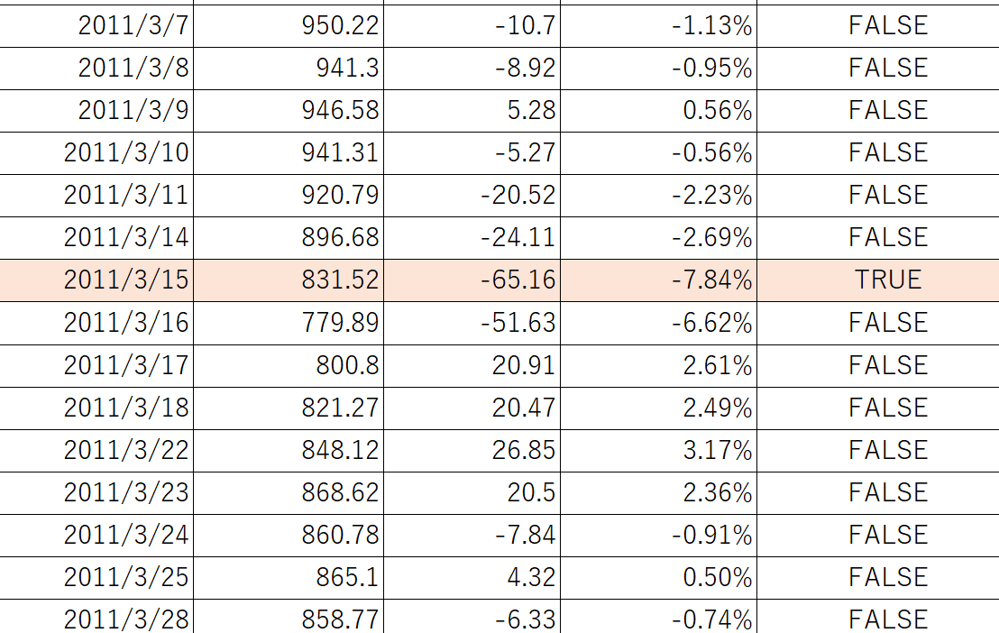 2011/3/7 950.22 -10.7 -1.13% FALSE
2011/3/8 941.3 -8.92 -0.95% FALSE
2011/3/9 946.58 5.28 0.56% FALSE
2011/3/10 941.31 -5.27 -0.56% FALSE
2011/3/11 920.79 -20.52 -2.23% FALSE
2011/3/14 896.68 -24.11 -2.69% FALSE
2011/3/15 831.52 -65.16 -7.84% TRUE
2011/3/16 779.89 -51.63 -6.62% FALSE
2011/3/17 800.8 20.91 2.61% FALSE
2011/3/18 821.27 20.47 2.49% FALSE
2011/3/22 848.12 26.85 3.17% FALSE
2011/3/23 868.62 20.5 2.36% FALSE
2011/3/24 860.78 -7.84 -0.91% FALSE
2011/3/25 865.1 4.32 0.50% FALSE
2011/3/28 858.77 -6.33 -0.74% FALSE